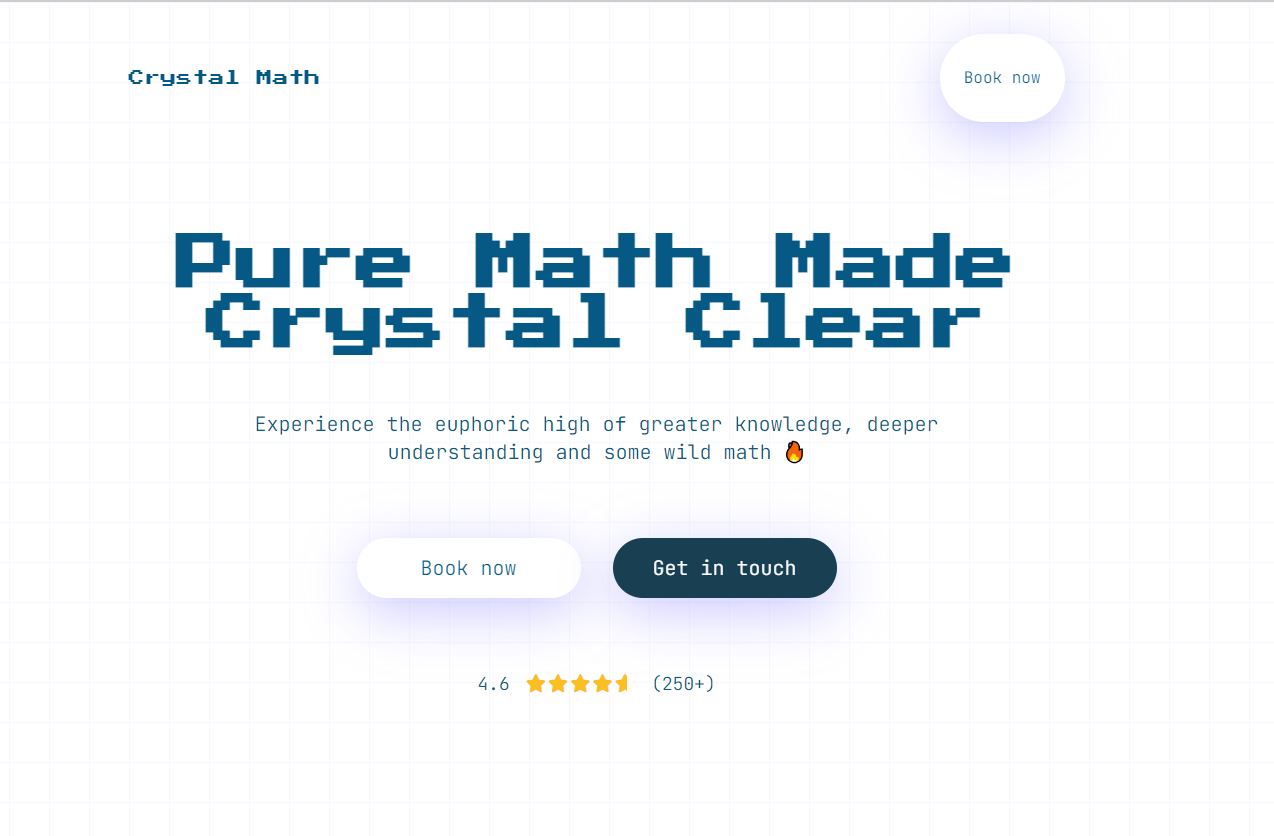 Crystal Math
Book now
Pure Math Made
Crystal Clear
Experience the euphoric high of greater knowledge, deeper
understanding and some wild math 🔥
Book now
Get in touch
4.6
(250+)